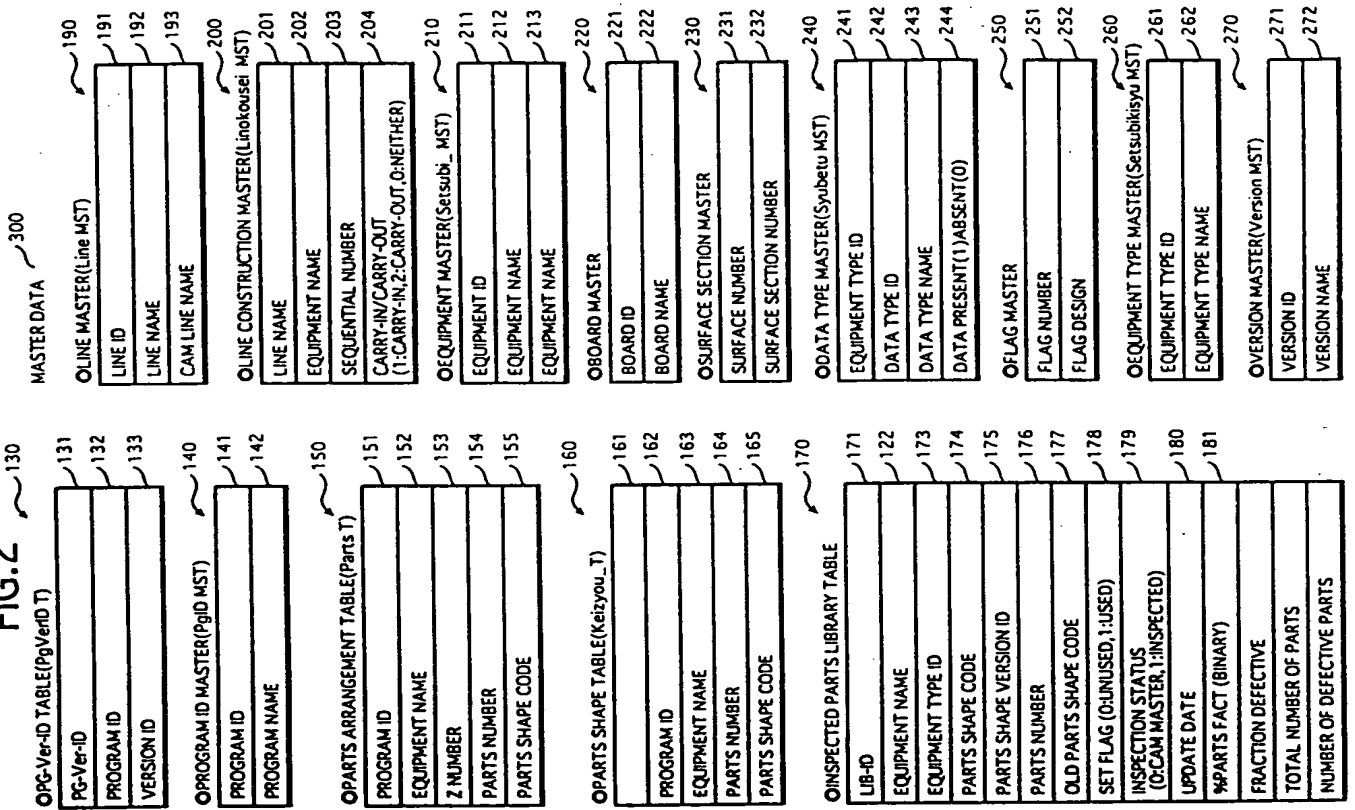 FIG.2
130
OPG-Ver-ID TABLE(PgVerID T)
PG-Ver-ID 131
PROGRAM ID 132
VERSION ID 133
140
OPROGRAM ID MASTER(PgID MST)
PROGRAM ID 141
PROGRAM NAME 142
150
OPARTS ARRANGEMENT TABLE(Parts T)
PROGRAM ID 151
EQUIPMENT NAME 152
Z NUMBER 153
PARTS NUMBER 154
PARTS SHAPE CODE 155
160
OPARTS SHAPE TABLE(Keizyou_T)
161
PROGRAM ID 162
EQUIPMENT NAME 163
PARTS NUMBER 164
PARTS SHAPE CODE 165
170
OINSPECTED PARTS LIBRARY TABLE
LIB-ID 171
EQUIPMENT NAME 122
EQUIPMENT TYPE ID 173
PARTS SHAPE CODE 174
PARTS SHAPE VERSION ID 175
PARTS NUMBER 176
OLD PARTS SHAPE CODE 177
SET FLAG (0:UNUSED,1:USED) 178
INSPECTION STATUS 179
(0:CAM MASTER,1:INSPECTED)
UPDATE DATE 180
%PARTS FACT (BINARY) 181
FRACTION DEFECTIVE
TOTAL NUMBER OF PARTS
NUMBER OF DEFECTIVE PARTS
MASTER DATA 300
190
OLINE MASTER(Line MST)
LINE ID 191
LINE NAME 192
CAM LINE NAME 193
200
OLINE CONSTRUCTION MASTER(Linokousei MST)
LINE NAME 201
EQUIPMENT NAME 202
SEQUENTIAL NUMBER 203
CARRY-IN/CARRY-OUT 204
(1:CARRY-IN,2:CARRY-OUT,0:NEITHER)
210
OEQUIPMENT MASTER(Setsubi_ MST)
EQUIPMENT ID 211
EQUIPMENT NAME 212
EQUIPMENT NAME 213
220
OBOARD MASTER
BOARD ID 221
BOARD NAME 222
230
OSURFACE SECTION MASTER
SURFACE NUMBER 231
SURFACE SECTION NUMBER 232
240
ODATA TYPE MASTER(Syubetu MST)
EQUIPMENT TYPE ID 241
DATA TYPE ID 242
DATA TYPE NAME 243
DATA PRESENT(1)ABSENT(0) 244
250
OFLAG MASTER
FLAG NUMBER 251
FLAG DESIGN 252
260
OEQUIPMENT TYPE MASTER(Setsubikisyu MST)
EQUIPMENT TYPE ID 261
EQUIPMENT TYPE NAME 262
270
OVERSION MASTER(Version MST)
VERSION ID 271
VERSION NAME 272